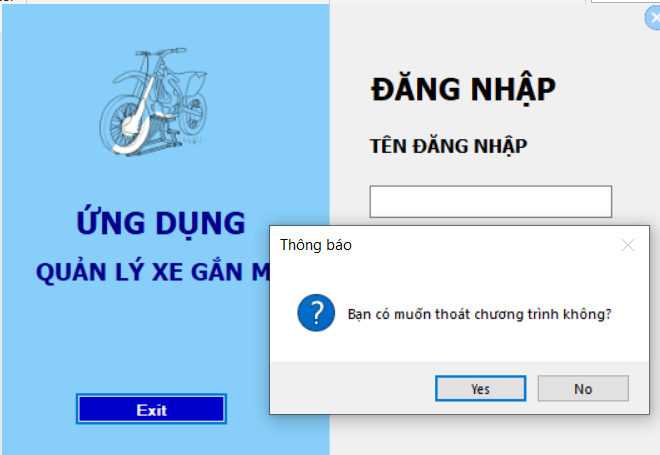 ỨNG DỤNG
QUẢN LÝ XE GẮN M
Exit
ĐĂNG NHẬP
TÊN ĐĂNG NHẬP
Thông báo
Bạn có muốn thoát chương trình không?
Yes
No